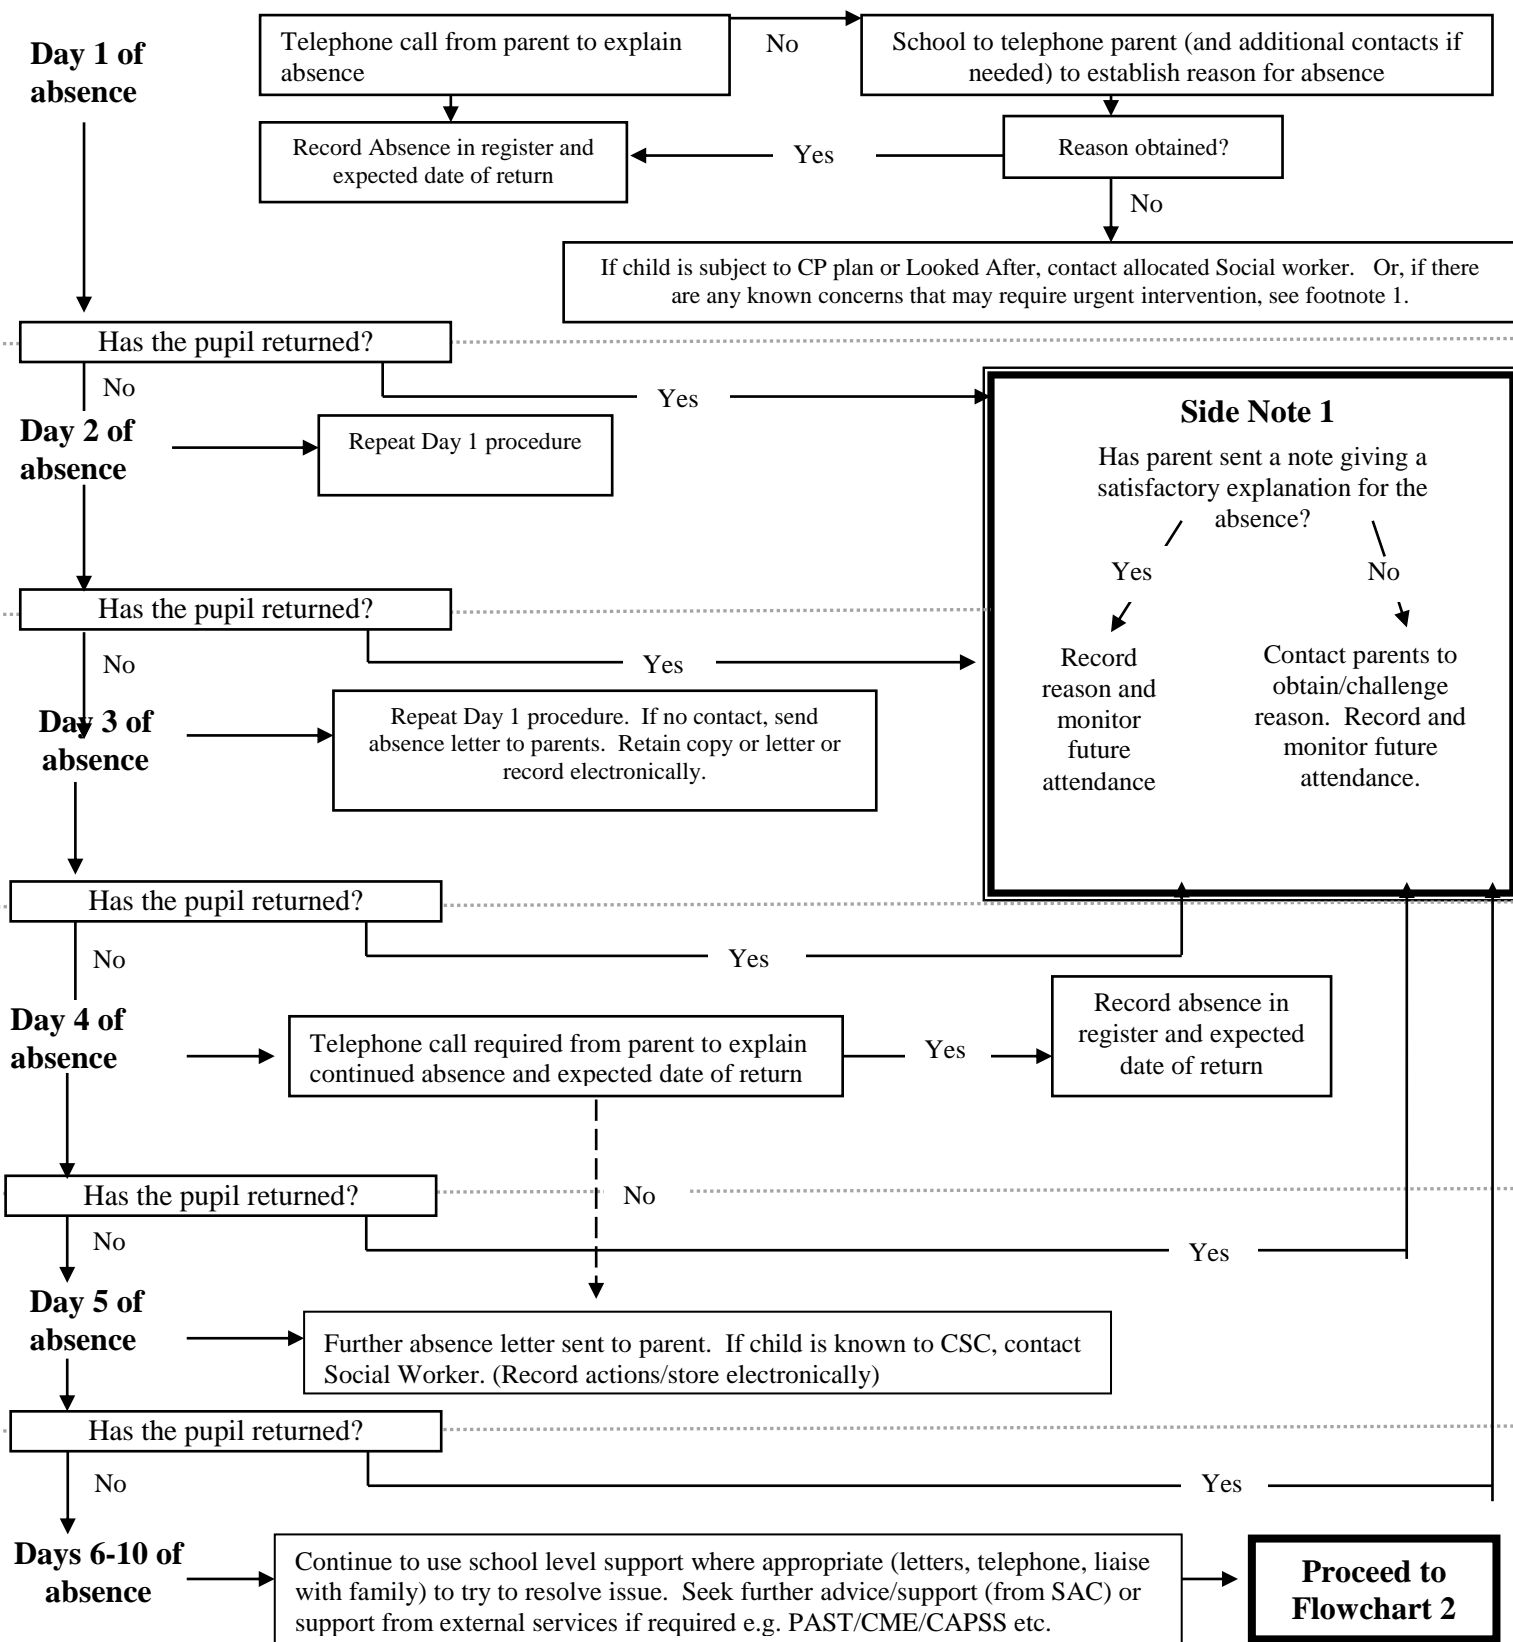 Day 1 of
absence
Telephone call from parent to explain
absence
No
School to telephone parent (and additional contacts if
needed) to establish reason for absence
Record Absence in register and
expected date of return
Yes
Reason obtained?
No
If child is subject to CP plan or Looked After, contact allocated Social worker. Or, if there
are any known concerns that may require urgent intervention, see footnote 1.
Has the pupil returned?
No
Yes
Day 2 of
absence
Repeat Day 1 procedure
Side Note 1
Has parent sent a note giving a
satisfactory explanation for the
absence?
Yes
No
Record
reason and
monitor
future
attendance
Contact parents to
obtain/challenge
reason. Record and
monitor future
attendance.
Has the pupil returned?
No
Yes
Day 3 of
absence
Repeat Day 1 procedure. If no contact, send
absence letter to parents. Retain copy or letter or
record electronically.
Has the pupil returned?
No
Yes
Day 4 of
absence
Telephone call required from parent to explain
continued absence and expected date of return
Yes
Record absence in
register and expected
date of return
Has the pupil returned?
No
No
Yes
Day 5 of
absence
Further absence letter sent to parent. If child is known to CSC, contact
Social Worker. (Record actions/store electronically)
Has the pupil returned?
No
Yes
Days 6-10 of
absence
Continue to use school level support where appropriate (letters, telephone, liaise
with family) to try to resolve issue. Seek further advice/support (from SAC) or
support from external services if required e.g. PAST/CME/CAPSS etc.
Proceed to
Flowchart 2